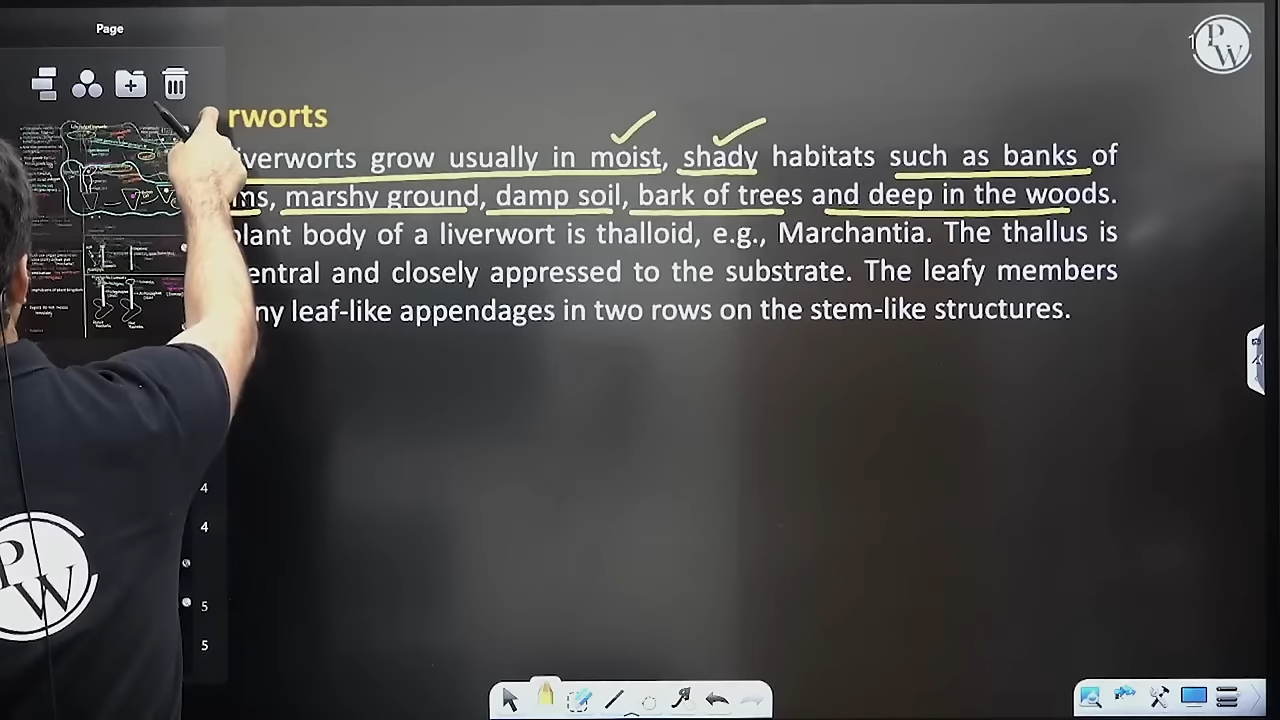 Page
rworts
iverworts grow usually in moist, shady habitats such as banks of
ms, marshy ground, damp soil, bark of trees and deep in the woods.
plant body of a liverwort is thalloid, e.g., Marchantia. The thallus is
entral and closely appressed to the substrate. The leafy members
ny leaf-like appendages in two rows on the stem-like structures.
4
4
5
5
PW
PW